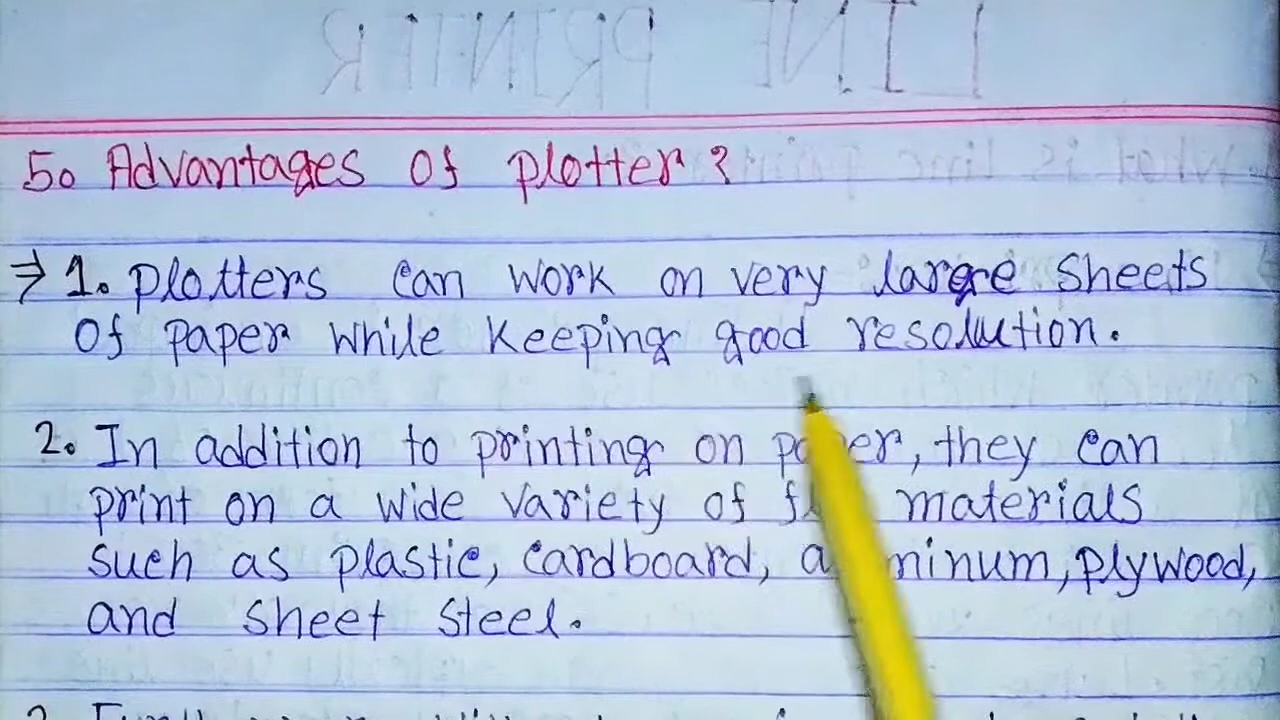 5. Advantages of plotter?
⇒ 1. Plotters can work on very large sheets
of paper while keeping good resolution.
2. In addition to printing on paper, they can
print on a wide variety of materials
such as plastic, cardboard, aluminum, plywood,
and sheet steel.